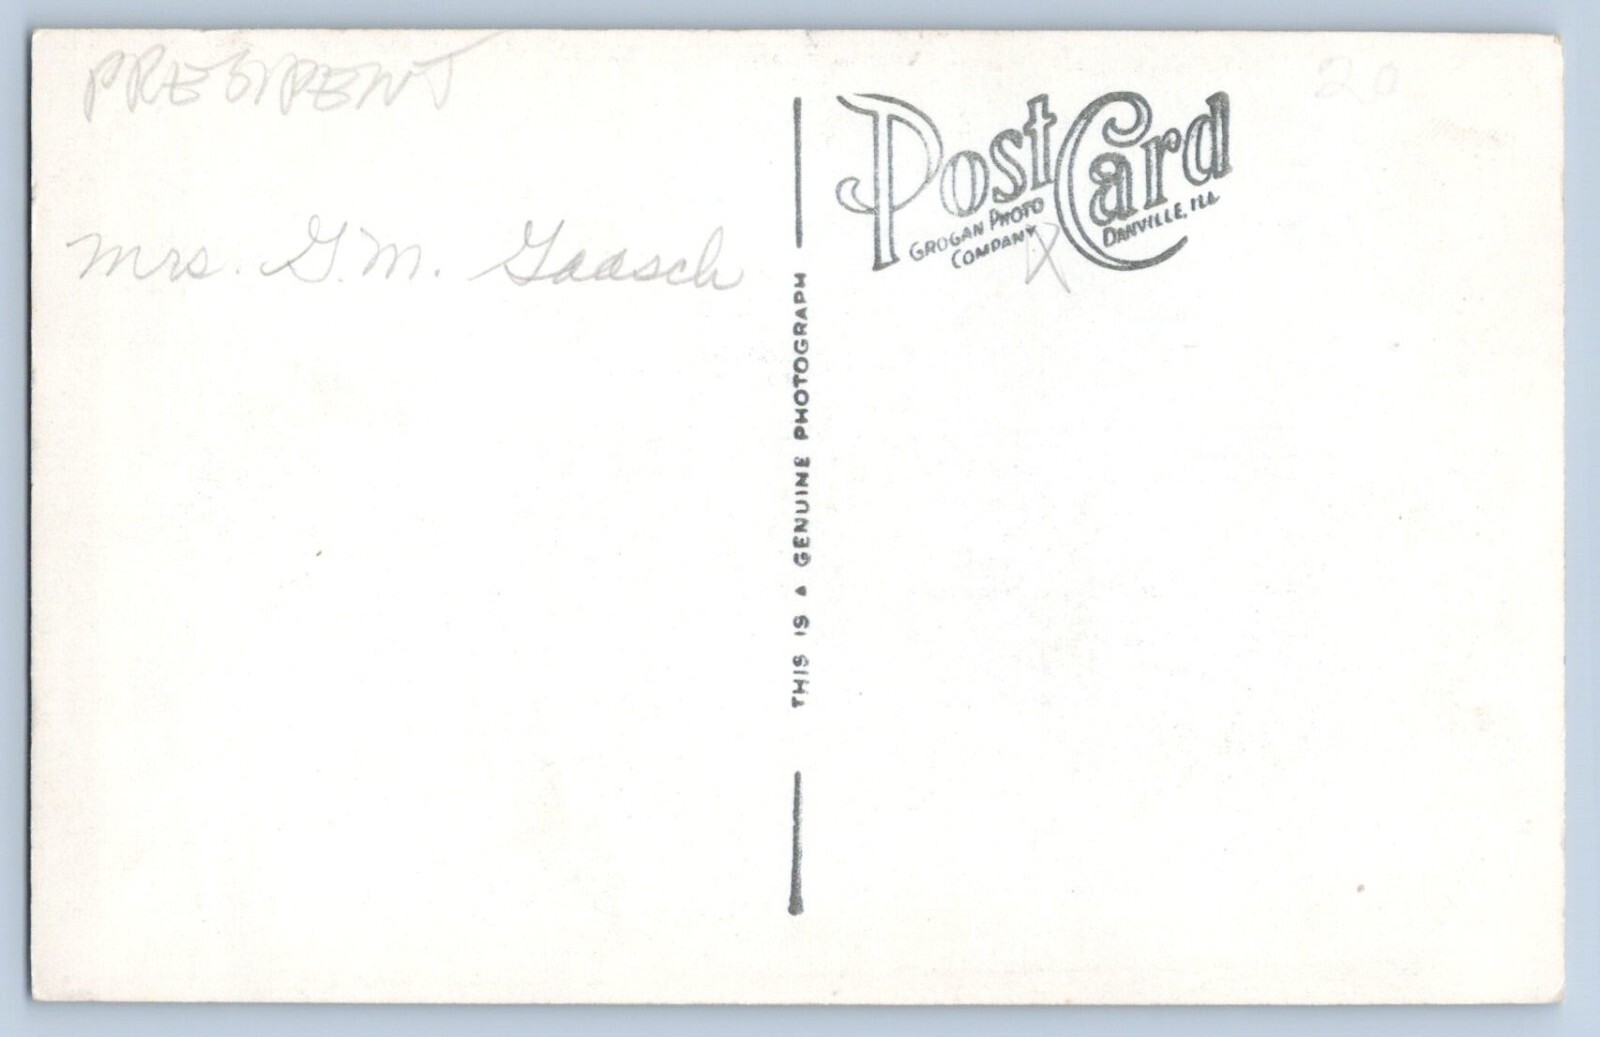 PRESIDENT
Mrs. G.M. Gaasch
THIS IS A GENUINE PHOTOGRAPH
Post Card
GROGAN PHOTO COMPANY
DANVILLE, ILL
20